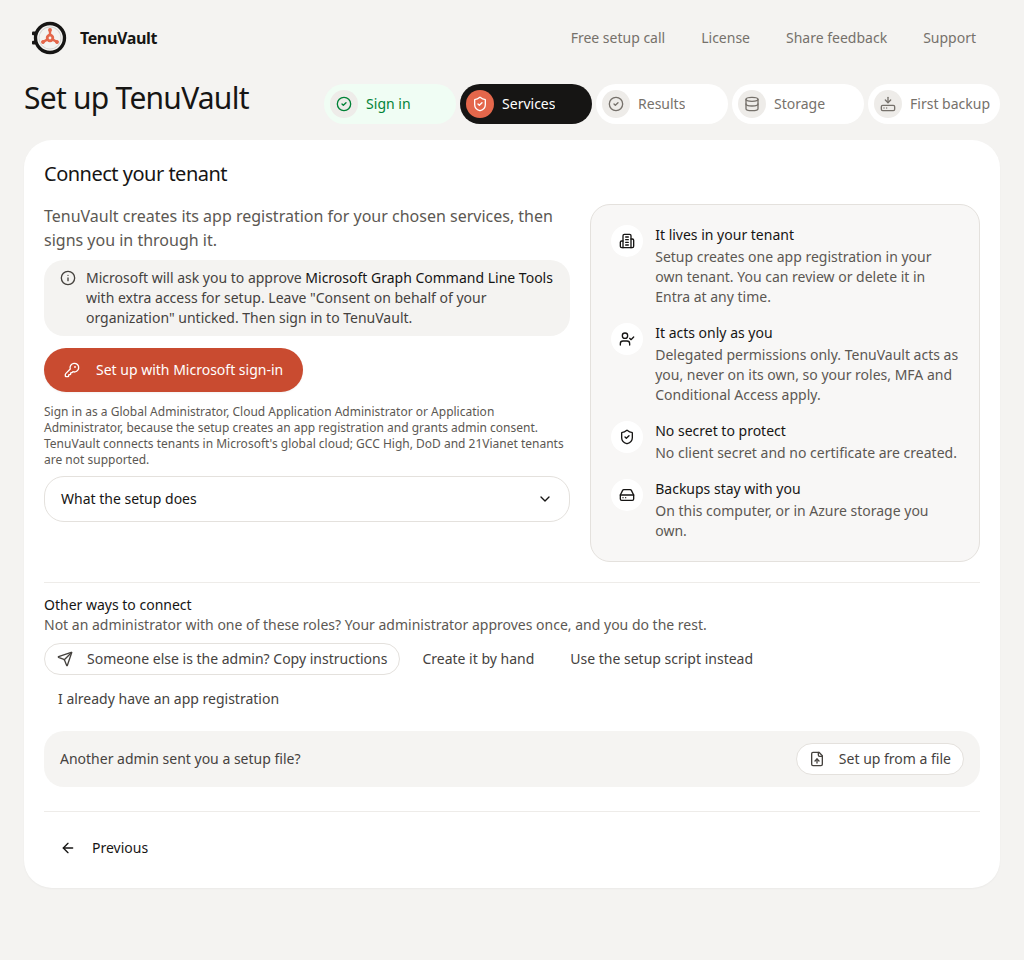 TenuVault
Free setup call
License
Share feedback
Support
Set up TenuVault
Sign in
Services
Results
Storage
First backup
Connect your tenant
TenuVault creates its app registration for your chosen services, then
signs you in through it.
Microsoft will ask you to approve Microsoft Graph Command Line Tools
with extra access for setup. Leave "Consent on behalf of your
organization" unticked. Then sign in to TenuVault.
Set up with Microsoft sign-in
Sign in as a Global Administrator, Cloud Application Administrator or Application
Administrator, because the setup creates an app registration and grants admin consent.
TenuVault connects tenants in Microsoft's global cloud; GCC High, DoD and 21Vianet tenants
are not supported.
What the setup does
It lives in your tenant
Setup creates one app registration in your
own tenant. You can review or delete it in
Entra at any time.
It acts only as you
Delegated permissions only. TenuVault acts as
you, never on its own, so your roles, MFA and
Conditional Access apply.
No secret to protect
No client secret and no certificate are created.
Backups stay with you
On this computer, or in Azure storage you
own.
Other ways to connect
Not an administrator with one of these roles? Your administrator approves once, and you do the rest.
Someone else is the admin? Copy instructions
Create it by hand
Use the setup script instead
I already have an app registration
Another admin sent you a setup file?
Set up from a file
Previous